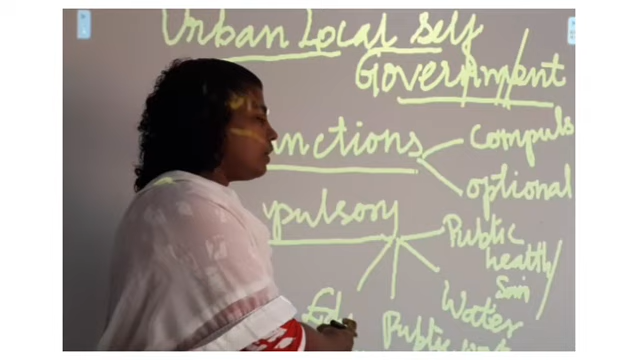 Urban Local self
Government
nctions
Compuls
optional
pulsory
Public
health
Water
Public